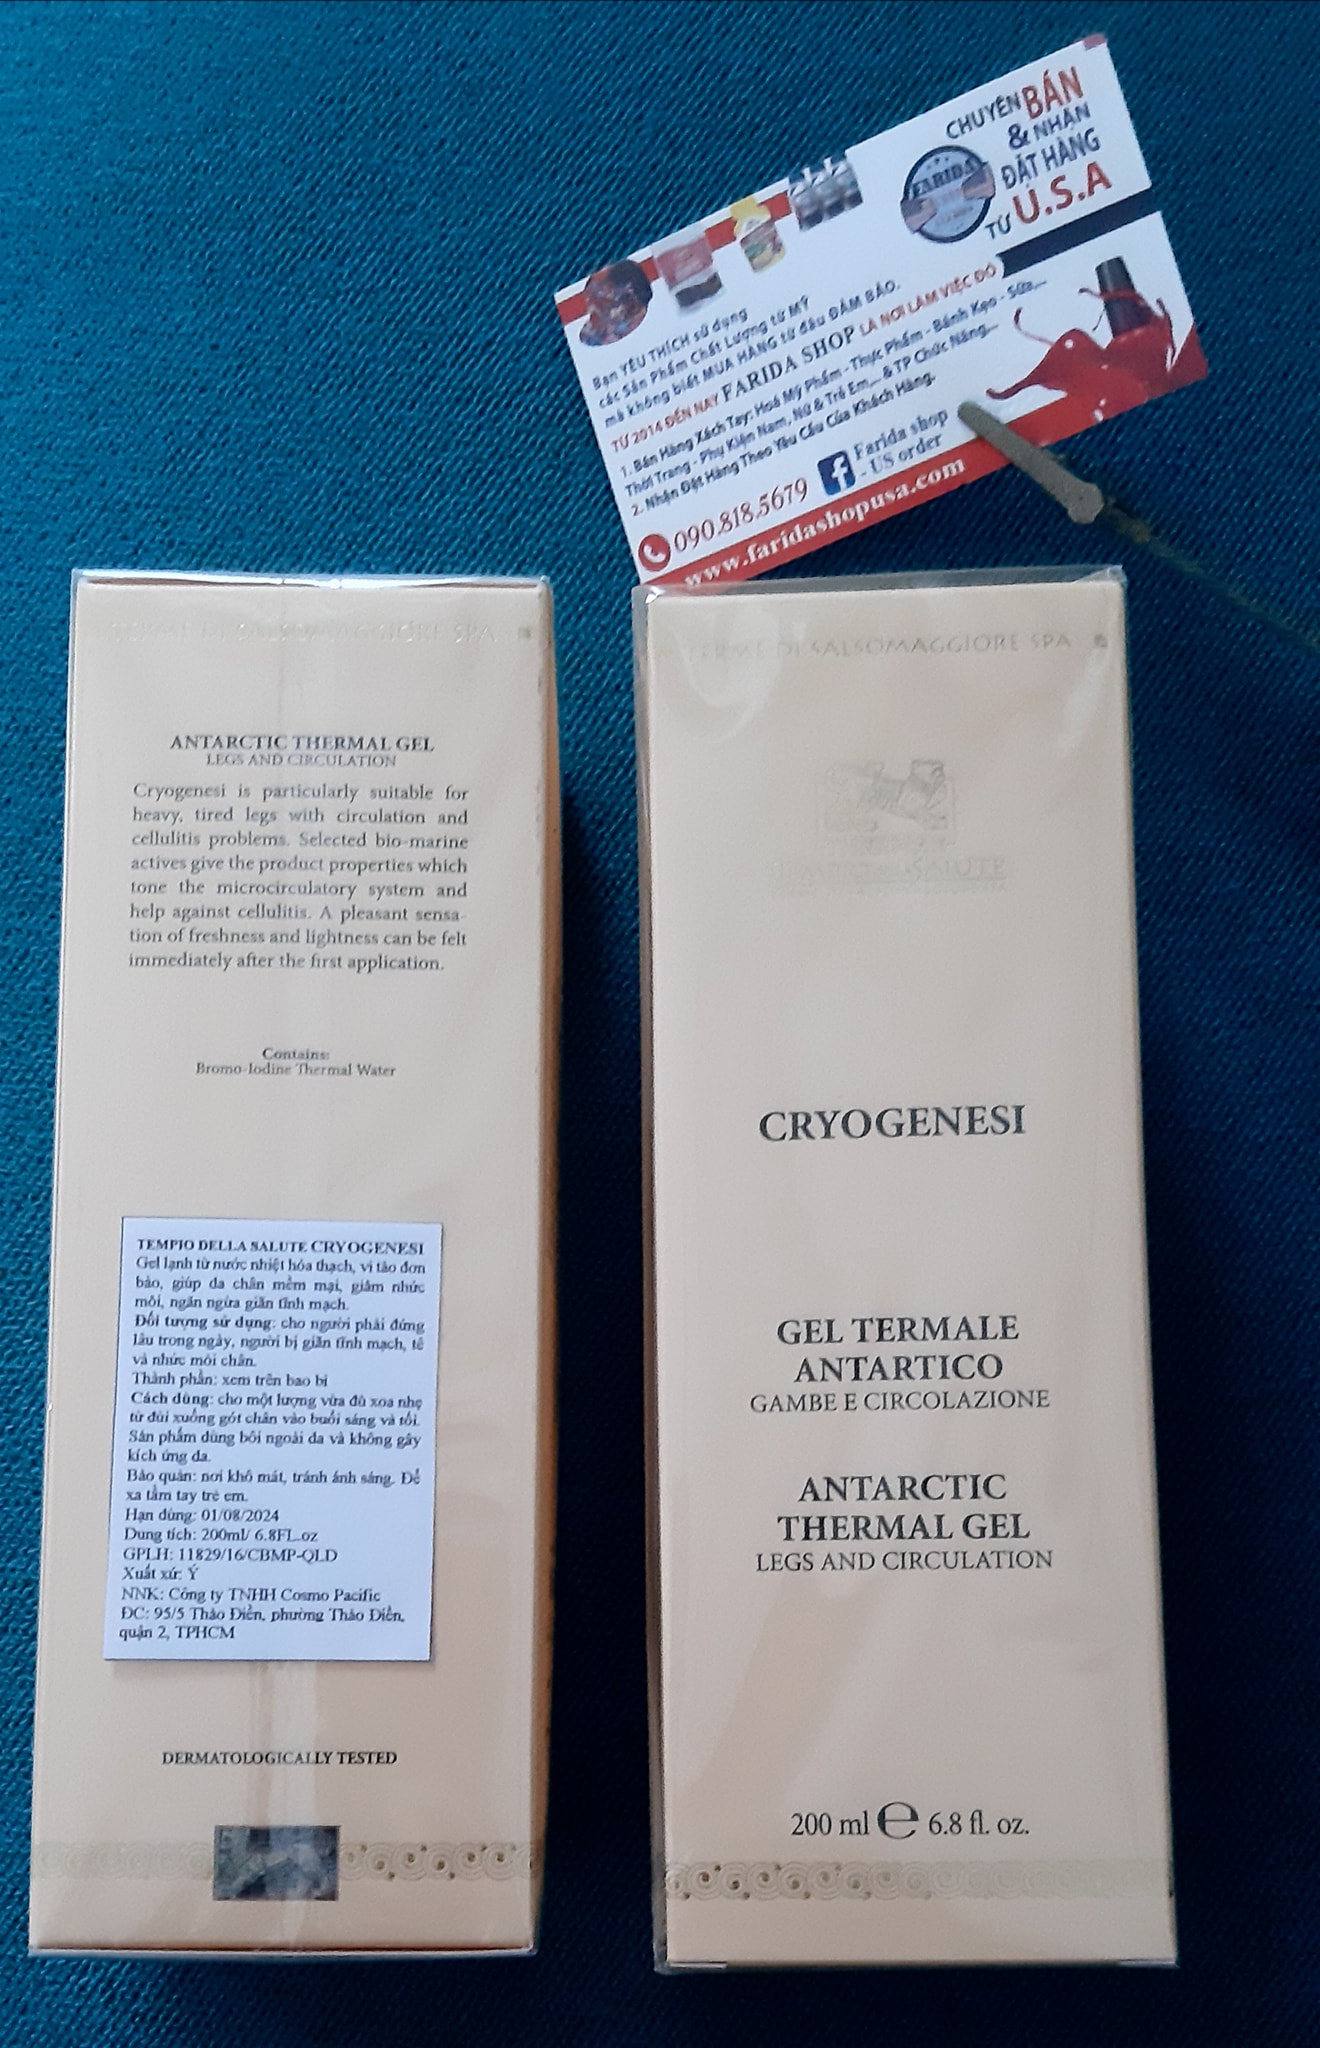 CHUYÊN BÁN
& NHẬN
ĐẶT HÀNG
TỪ U.S.A
FARIDA
Bạn YÊU THÍCH sử dụng
các Sản Phẩm Chất Lượng từ MỸ
mà không biết MUA HÀNG từ đâu ĐẢM BẢO.
TỪ 2014 ĐẾN NAY FARIDA SHOP LÀ NƠI LÀM VIỆC ĐÓ
1. Bán Hàng Xách Tay: Hoá Mỹ Phẩm - Thực Phẩm - Bánh Kẹo - Sữa,...
Thời Trang - Phụ Kiện Nam, Nữ & Trẻ Em,... & TP Chức Năng,...
2. Nhận Đặt Hàng Theo Yêu Cầu Của Khách Hàng.
090.818.5679
Farida shop
- US order
www.faridashopusa.com
TERME DI SALSOMAGGIORE SPA
ANTARCTIC THERMAL GEL
LEGS AND CIRCULATION
Cryogenesi is particularly suitable for
heavy, tired legs with circulation and
cellulitis problems. Selected bio-marine
actives give the product properties which
tone the microcirculatory system and
help against cellulitis. A pleasant sensa-
tion of freshness and lightness can be felt
immediately after the first application.
Contains:
Bromo-Iodine Thermal Water
TEMPIO DELLA SALUTE CRYOGENESI
Gel lạnh từ nước nhiệt hóa thạch, vi tảo đơn
bào, giúp da chân mềm mại, giảm nhức
mỏi, ngăn ngừa giãn tĩnh mạch.
Đối tượng sử dụng: cho người phải đứng
lâu trong ngày, người bị giãn tĩnh mạch, tê
và nhức mỏi chân.
Thành phần: xem trên bao bì
Cách dùng: cho một lượng vừa đủ xoa nhẹ
từ đùi xuống gót chân vào buổi sáng và tối.
Sản phẩm dùng bôi ngoài da và không gây
kích ứng da.
Bảo quản: nơi khô mát, tránh ánh sáng. Để
xa tầm tay trẻ em.
Hạn dùng: 01/08/2024
Dung tích: 200ml/ 6.8FL.oz
GPLH: 11829/16/CBMP-QLD
Xuất xứ: Ý
NNK: Công ty TNHH Cosmo Pacific
ĐC: 95/5 Thảo Điền, phường Thảo Điền,
quận 2, TPHCM
DERMATOLOGICALLY TESTED
TERME DI SALSOMAGGIORE SPA
SALUTE
CRYOGENESI
GEL TERMALE
ANTARTICO
GAMBE E CIRCOLAZIONE
ANTARCTIC
THERMAL GEL
LEGS AND CIRCULATION
200 ml ℮ 6.8 fl. oz.